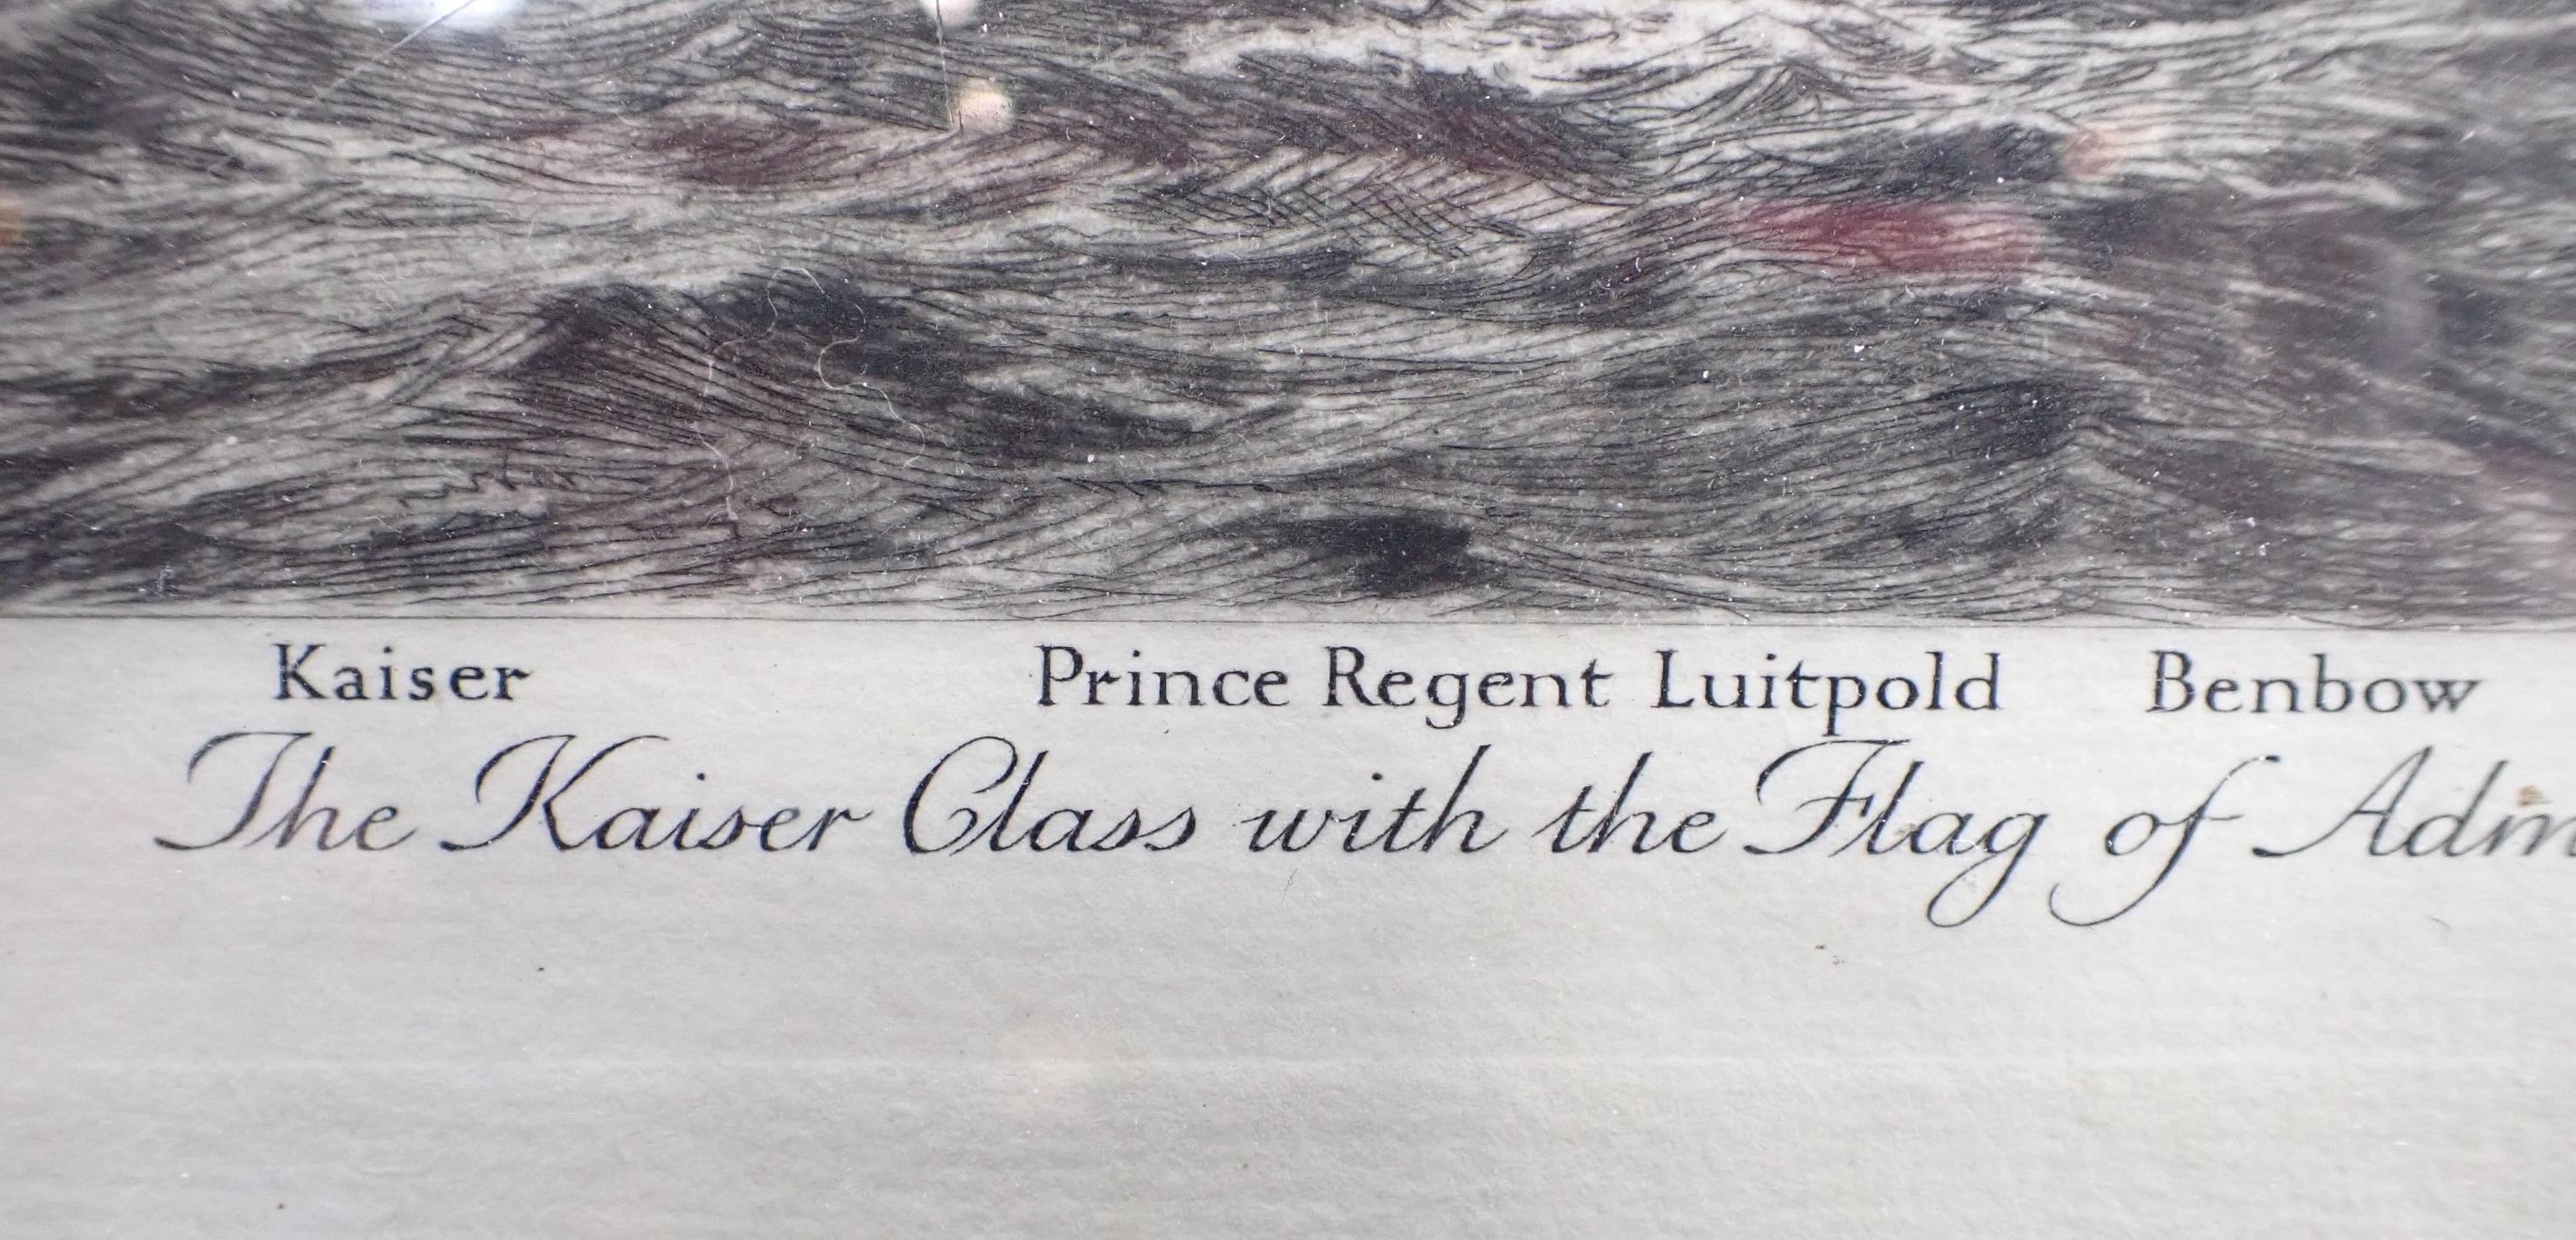 Kaiser Prince Regent Luitpold Benbow
The Kaiser Class with the Flag of